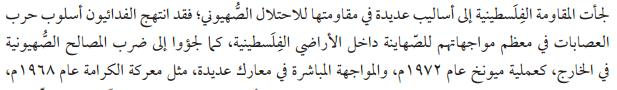 لجأت المقاومة الفِلَسطينية إلى أساليب عديدة في مقاومتها للاحتلال الصُّهيوني؛ فقد انتهج الفدائيون أسلوب حرب
العصابات في معظم مواجهاتهم للصّهاينة داخل الأراضي الفِلَسطينية، كما لجؤوا إلى ضرب المصالح الصُّهيونية
في الخارج، كعملية ميونخ عام ١٩٧٢م، والمواجهة المباشرة في معارك عديدة، مثل معركة الكرامة عام ١٩٦٨م،